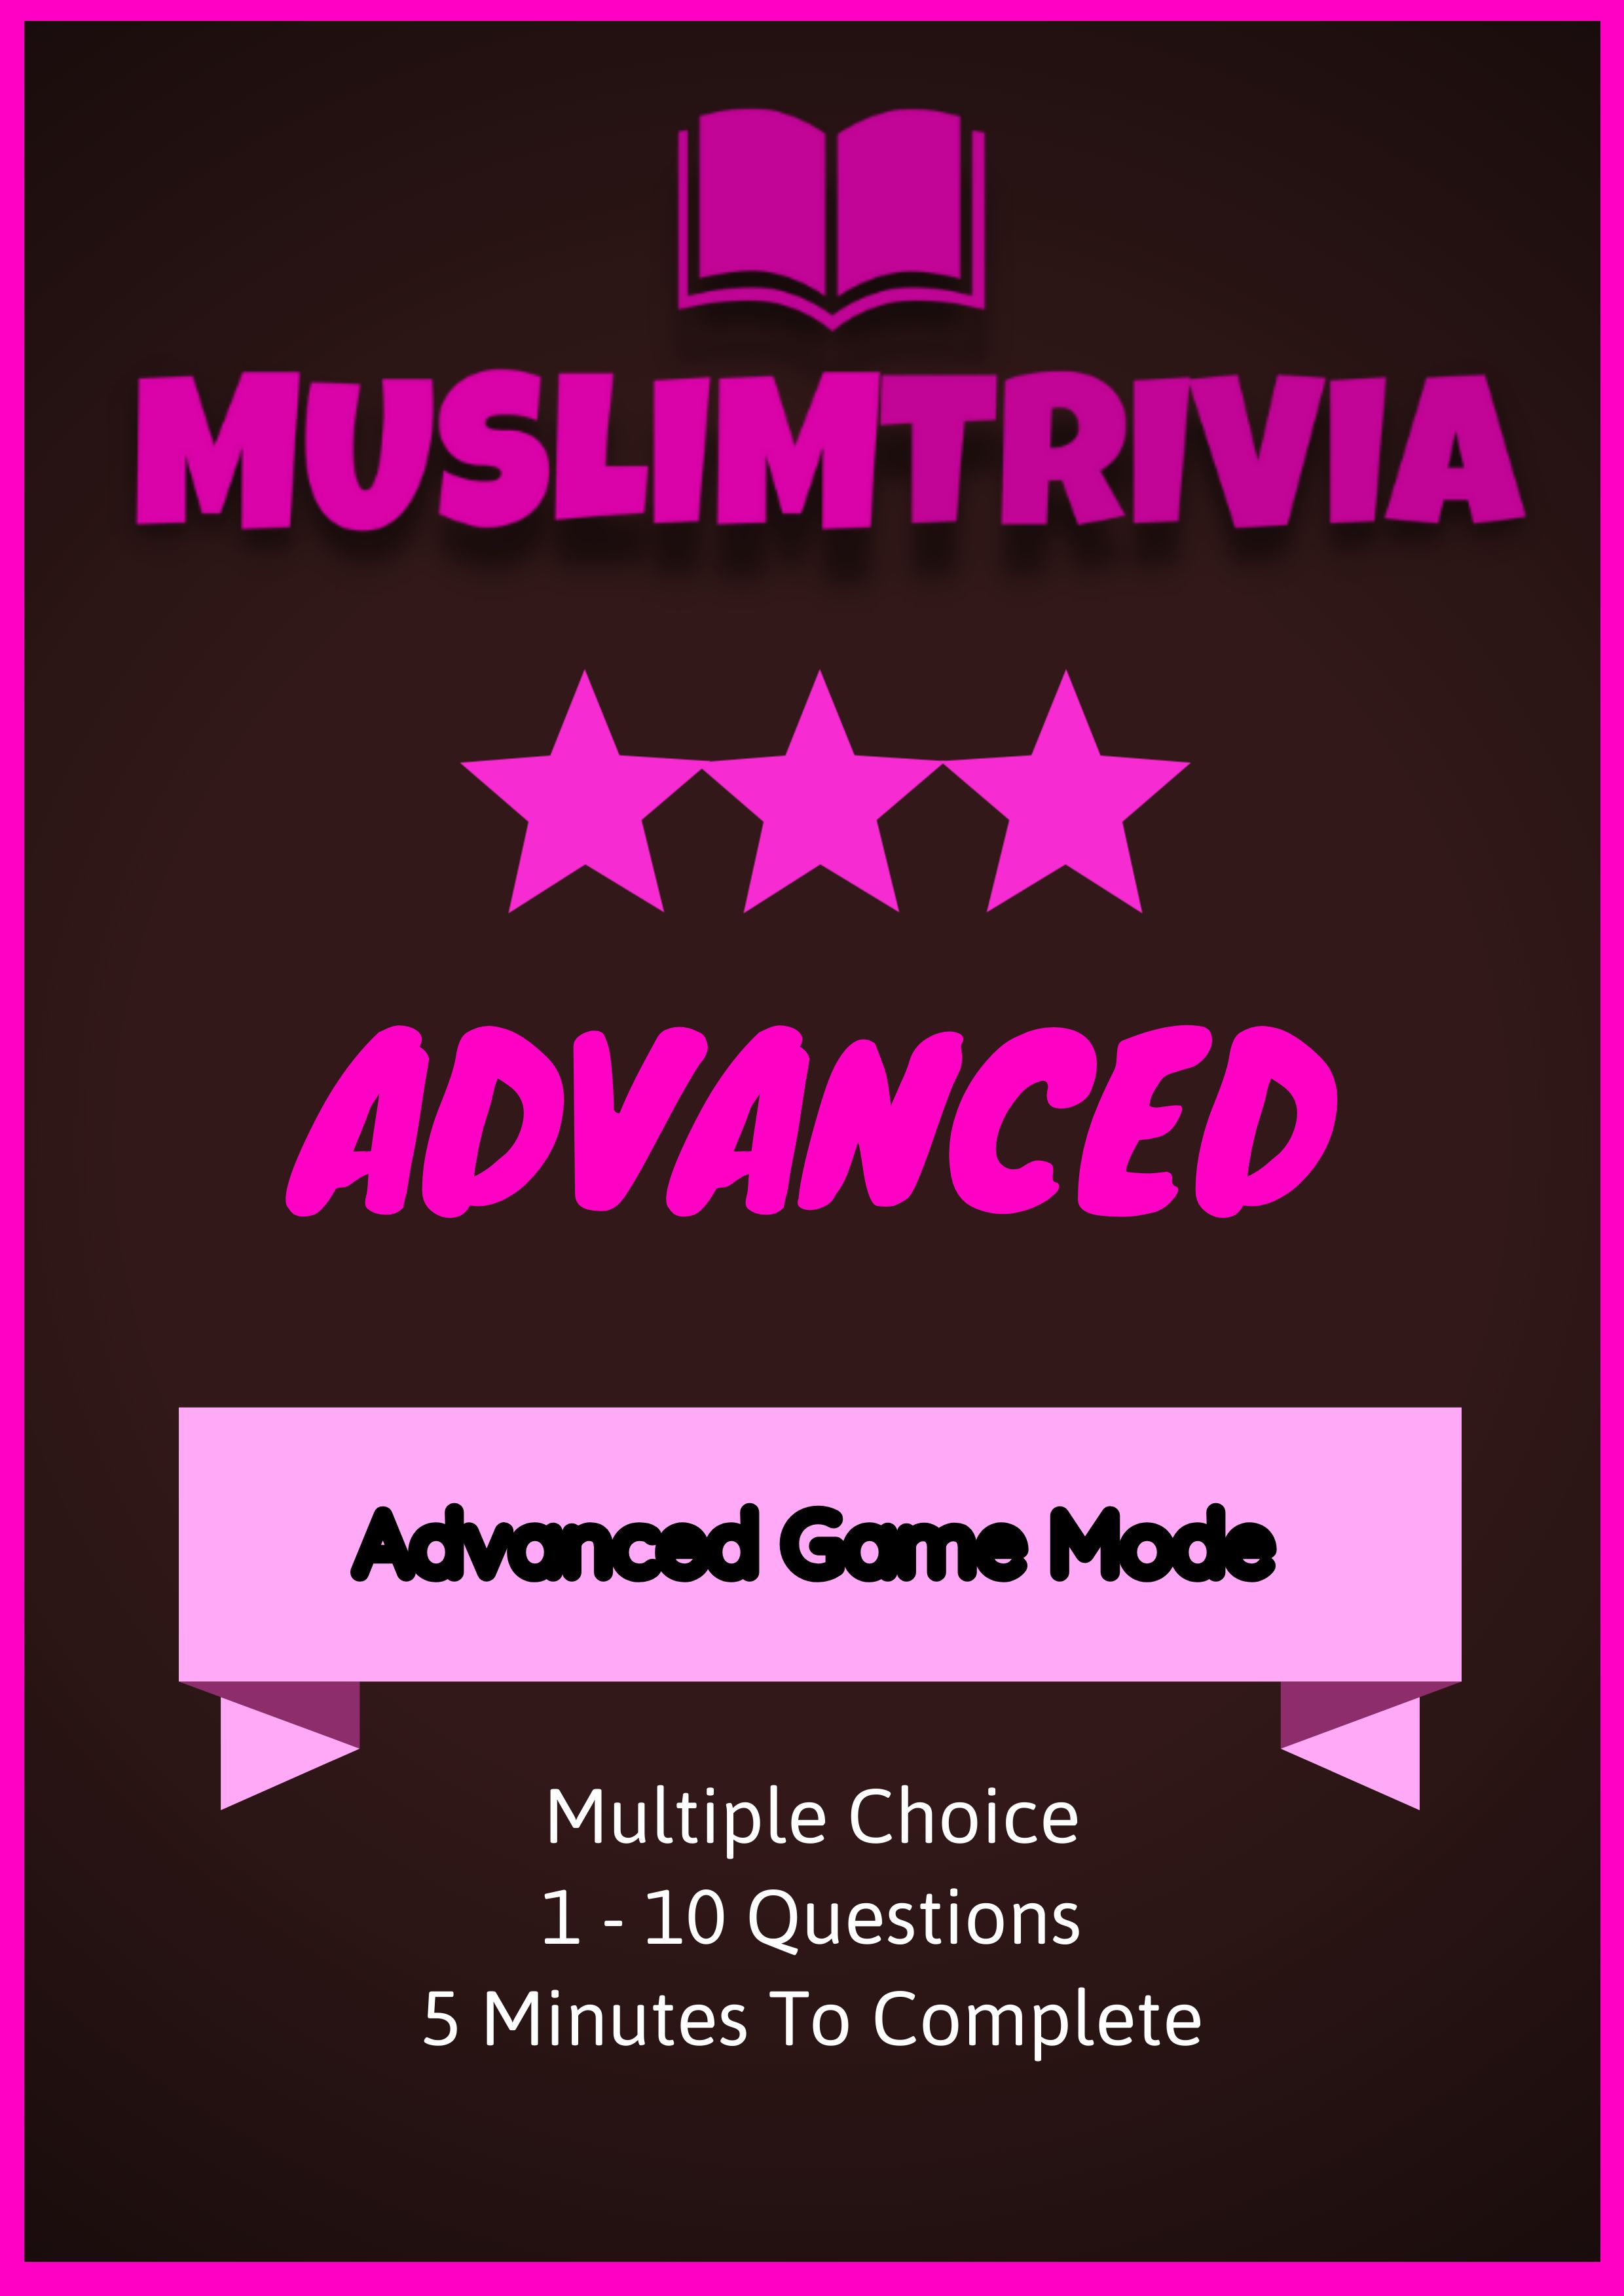 MUSLIMTRIVIA
ADVANCED
Advanced Game Mode
Multiple Choice
1 - 10 Questions
5 Minutes To Complete